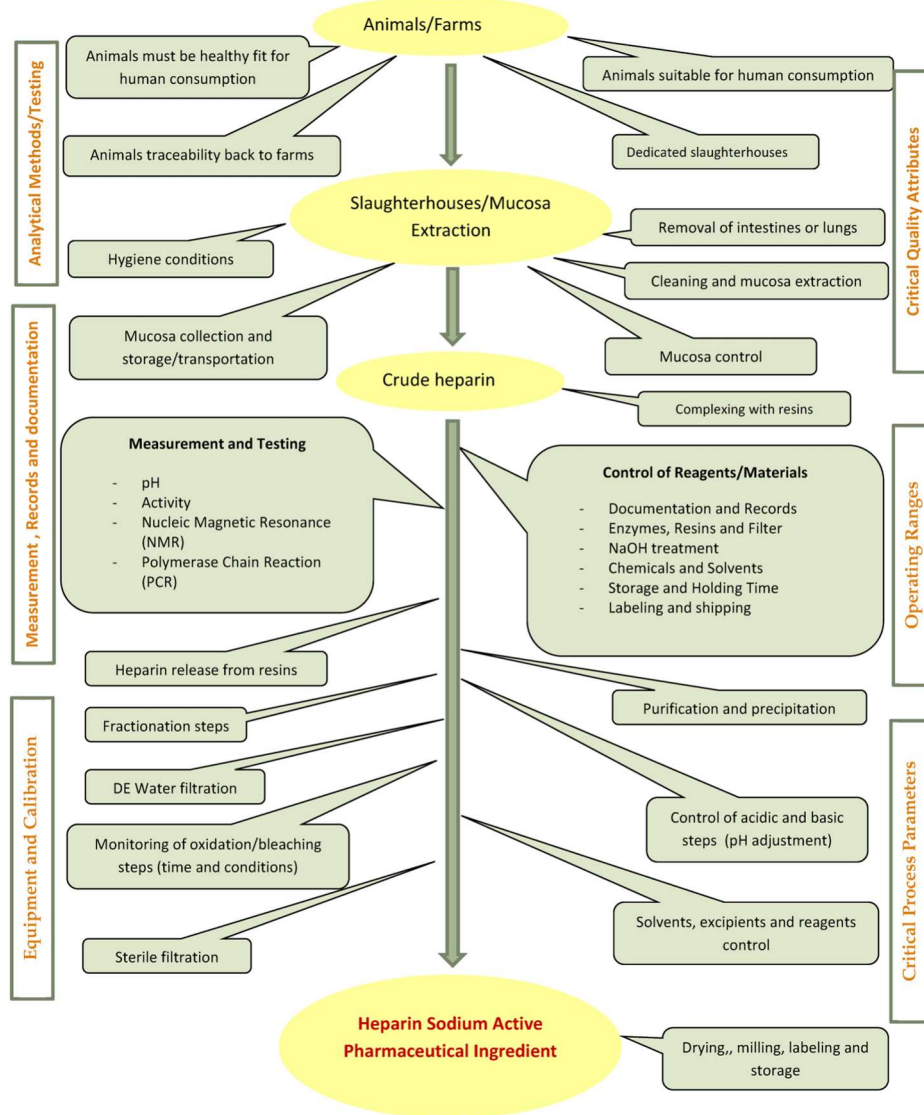 Animals/Farms
Animals must be healthy fit for
human consumption
Animals suitable for human consumption
Animals traceability back to farms
Dedicated slaughterhouses
Analytical Methods/Testing
Critical Quality Attributes
Slaughterhouses/Mucosa
Extraction
Removal of intestines or lungs
Hygiene conditions
Cleaning and mucosa extraction
Mucosa collection and
storage/transportation
Mucosa control
Crude heparin
Complexing with resins
Measurement , Records and documentation
Operating Ranges
Measurement and Testing
- pH
- Activity
- Nucleic Magnetic Resonance
(NMR)
- Polymerase Chain Reaction
(PCR)
Control of Reagents/Materials
- Documentation and Records
- Enzymes, Resins and Filter
- NaOH treatment
- Chemicals and Solvents
- Storage and Holding Time
- Labeling and shipping
Heparin release from resins
Purification and precipitation
Fractionation steps
DE Water filtration
Equipment and Calibration
Critical Process Parameters
Control of acidic and basic
steps (pH adjustment)
Monitoring of oxidation/bleaching
steps (time and conditions)
Solvents, excipients and reagents
control
Sterile filtration
Heparin Sodium Active
Pharmaceutical Ingredient
Drying,, milling, labeling and
storage